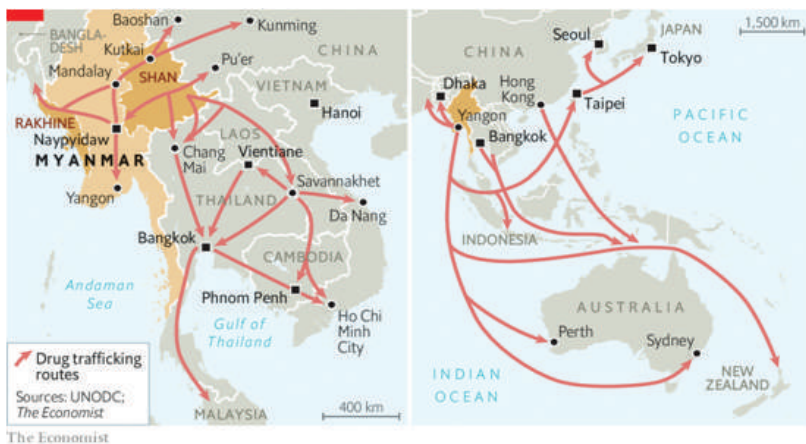 Baoshan
Kunming
BANGLA-
DESH
Kutkai
CHINA
Mandalay
SHAN
Pu'er
VIETNAM
RAKHINE
Hanoi
Naypyidaw
LAOS
MYANMAR
Chang
Mai
Vientiane
Yangon
THAILAND
Savannakhet
Da Nang
Bangkok
CAMBODIA
Andaman
Sea
Phnom Penh
Gulf of
Thailand
Ho Chi
Minh
City
Drug trafficking
routes
Sources: UNODC;
The Economist
MALAYSIA
400 km
Seoul
JAPAN
1,500 km
CHINA
Tokyo
Dhaka
Hong
Kong
Yangon
Taipei
Bangkok
PACIFIC
OCEAN
INDONESIA
AUSTRALIA
Perth
Sydney
INDIAN
OCEAN
NEW
ZEALAND
The Economist